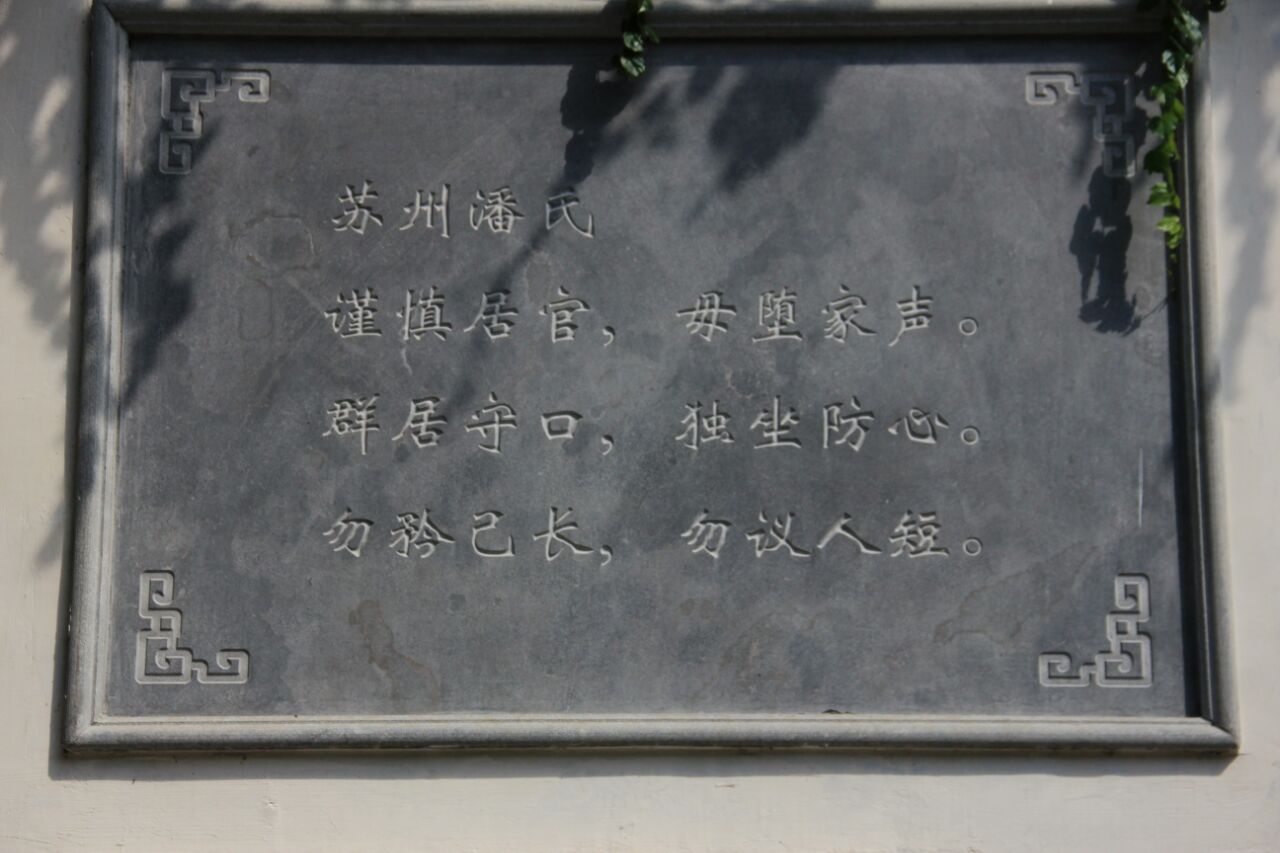 苏州潘氏
谨慎居官，毋堕家声。
群居守口，独坐防心。
勿矜己长，勿议人短。